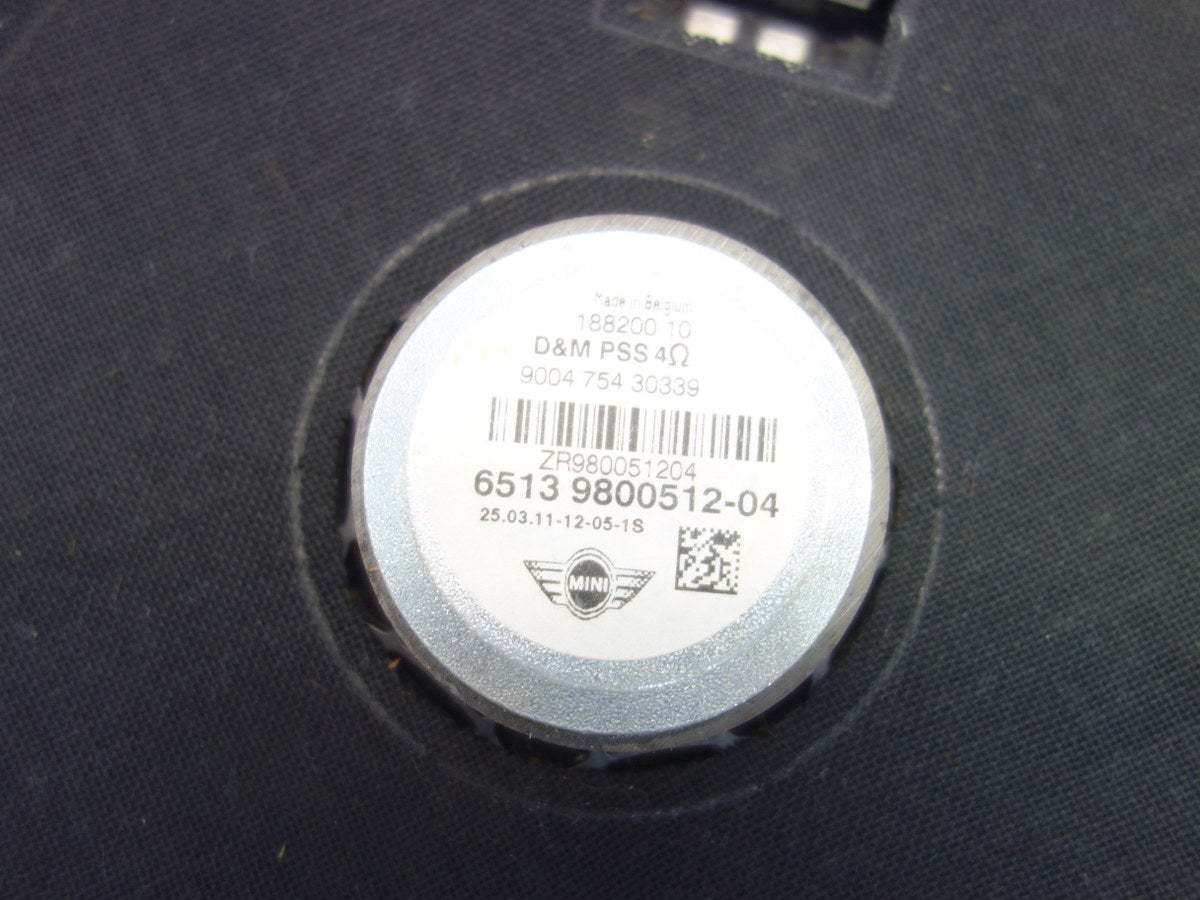 Made in Belgium
188200 10
D&M PSS 4Ω
9004 754 30339
ZR980051204
6513 9800512-04
25.03.11-12-05-1S
MINI